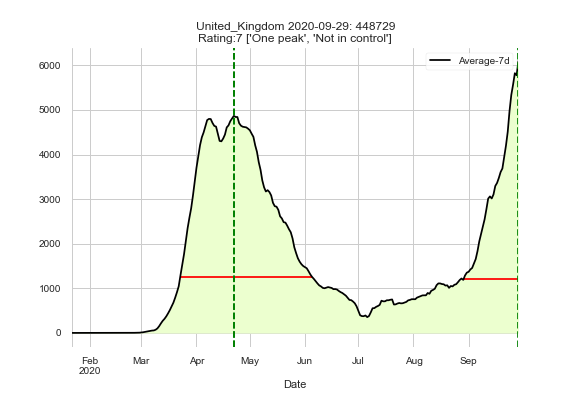 United_Kingdom 2020-09-29: 448729
Rating:7 ['One peak', 'Not in control']
Average-7d
6000
5000
4000
3000
2000
1000
0
Feb Mar Apr May Jun Jul Aug Sep
2020
Date